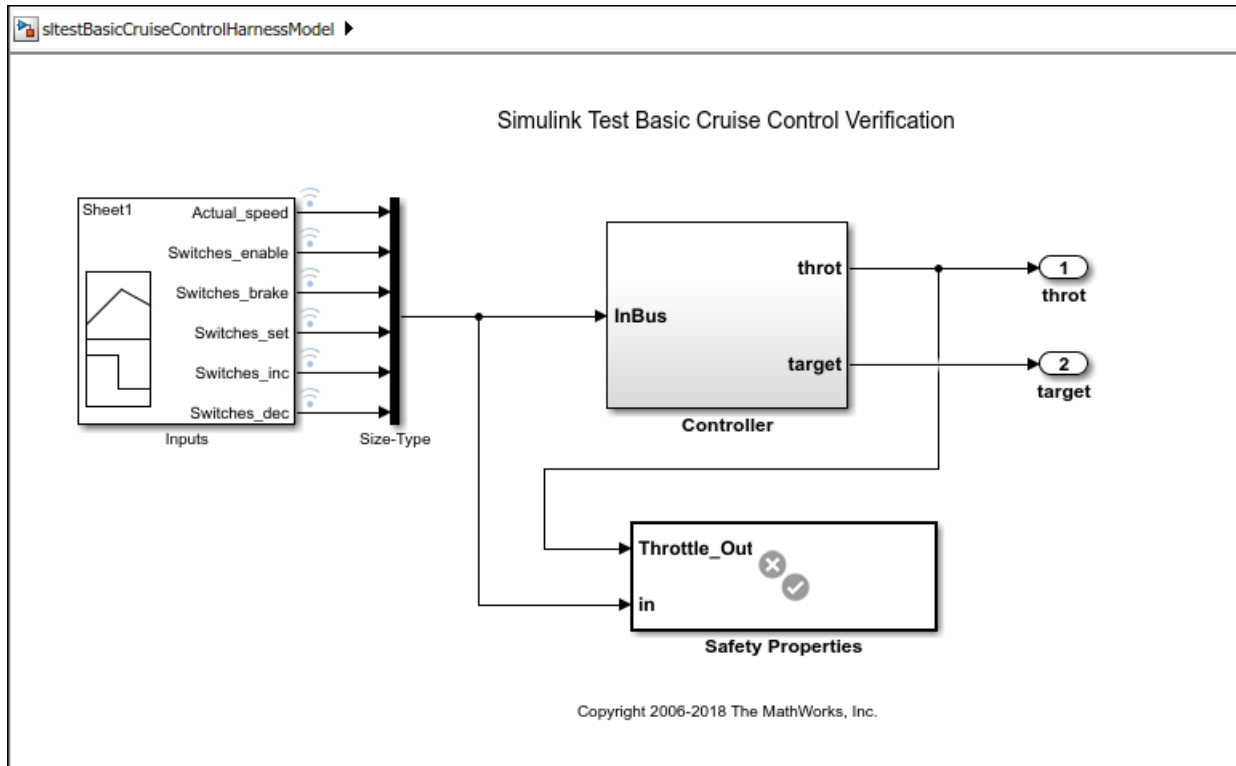 sltestBasicCruiseControlHarnessModel
Simulink Test Basic Cruise Control Verification
Sheet1
Actual_speed
Switches_enable
Switches_brake
Switches_set
Switches_inc
Switches_dec
Inputs
Size-Type
InBus
throt
target
Controller
1
throt
2
target
Throttle_Out
in
Safety Properties
Copyright 2006-2018 The MathWorks, Inc.